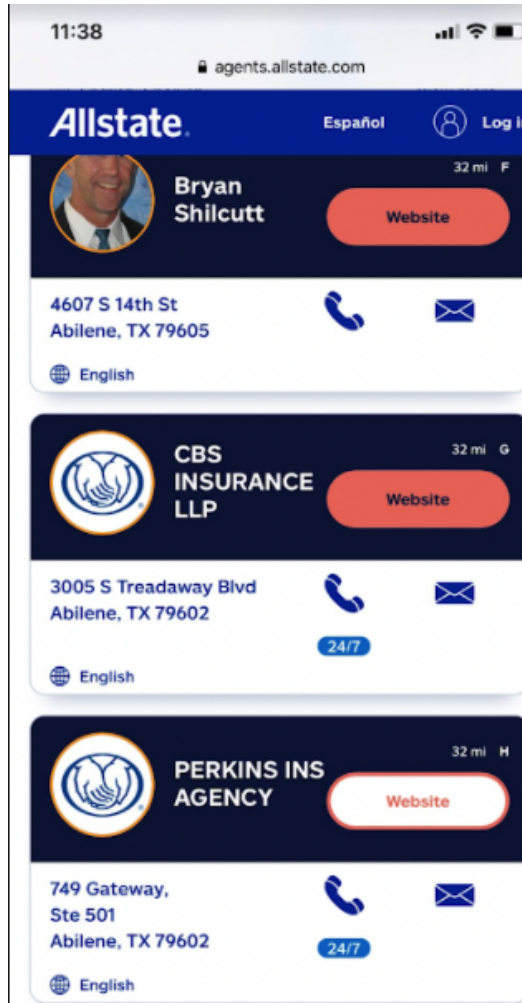 11:38
agents.allstate.com
Allstate.
Español
Bryan
Shilcutt
32 mi F
Website
4607 S 14th St
Abilene, TX 79605
English
CBS
INSURANCE
LLP
32 mi G
Website
3005 S Treadaway Blvd
Abilene, TX 79602
24/7
English
PERKINS INS
AGENCY
32 mi H
Website
749 Gateway,
Ste 501
Abilene, TX 79602
24/7
English